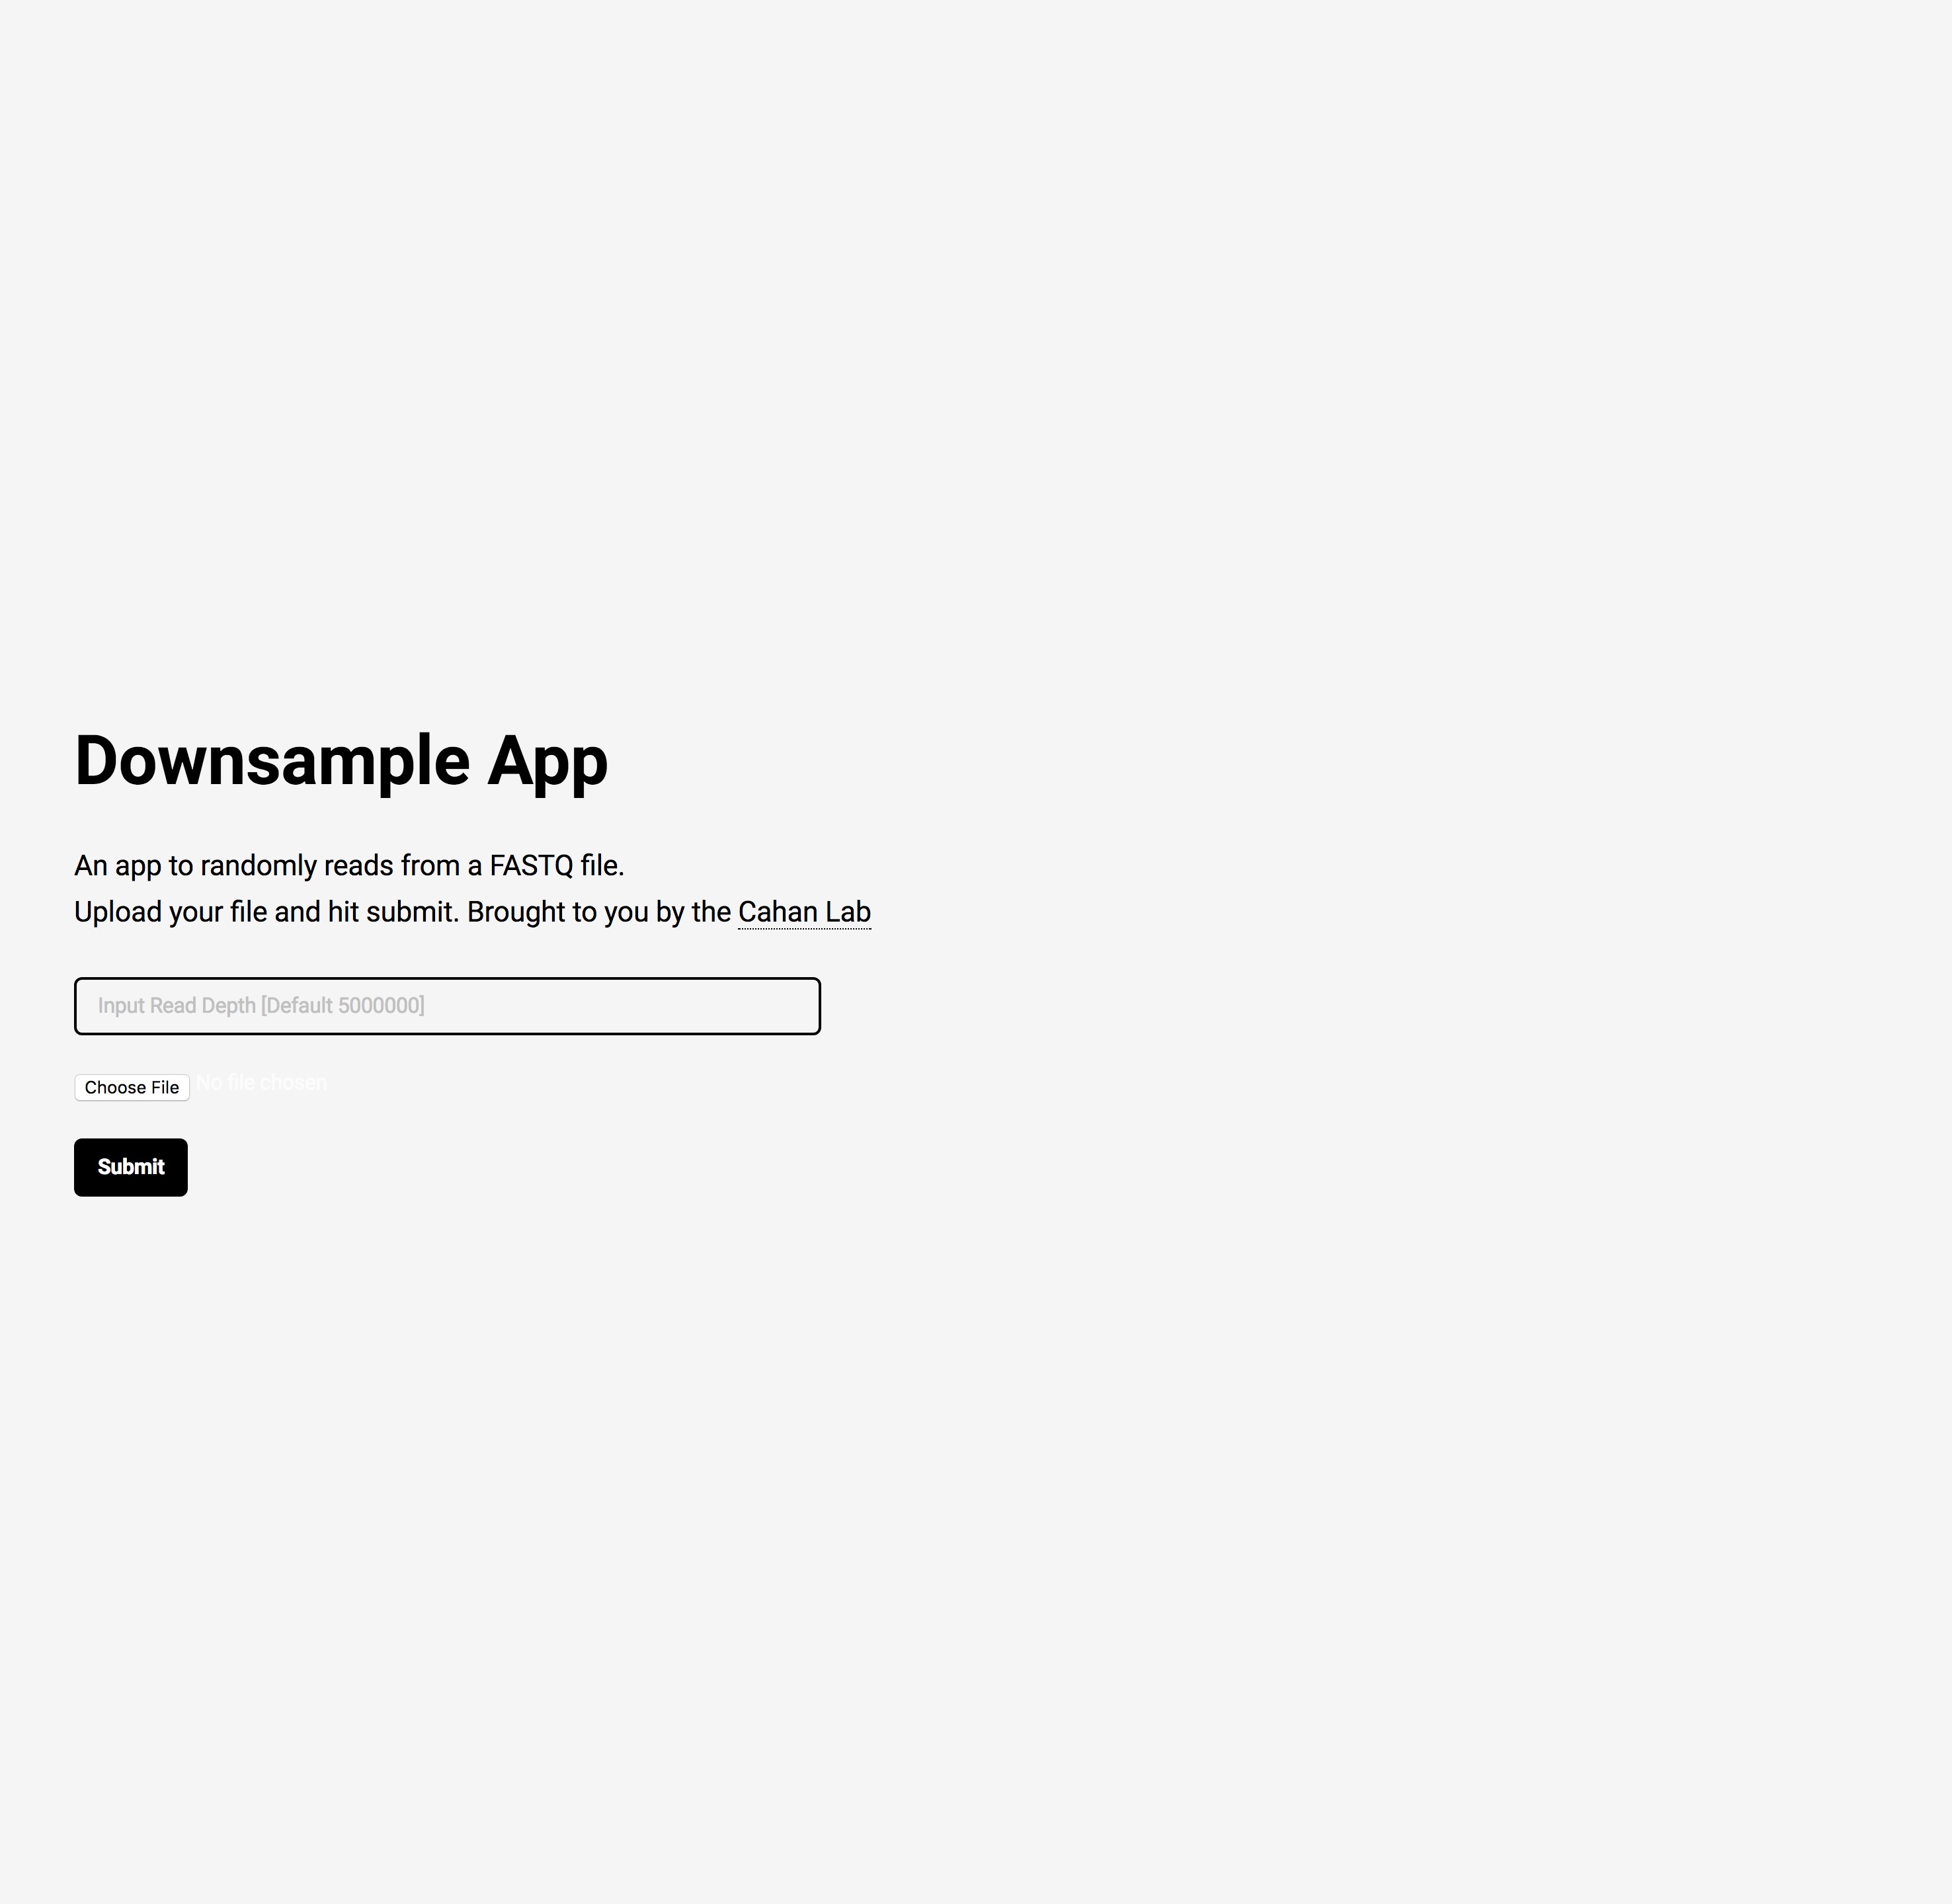 Downsample App
An app to randomly reads from a FASTQ file.
Upload your file and hit submit. Brought to you by the Cahan Lab
Input Read Depth [Default 5000000]
Choose File No file chosen
Submit